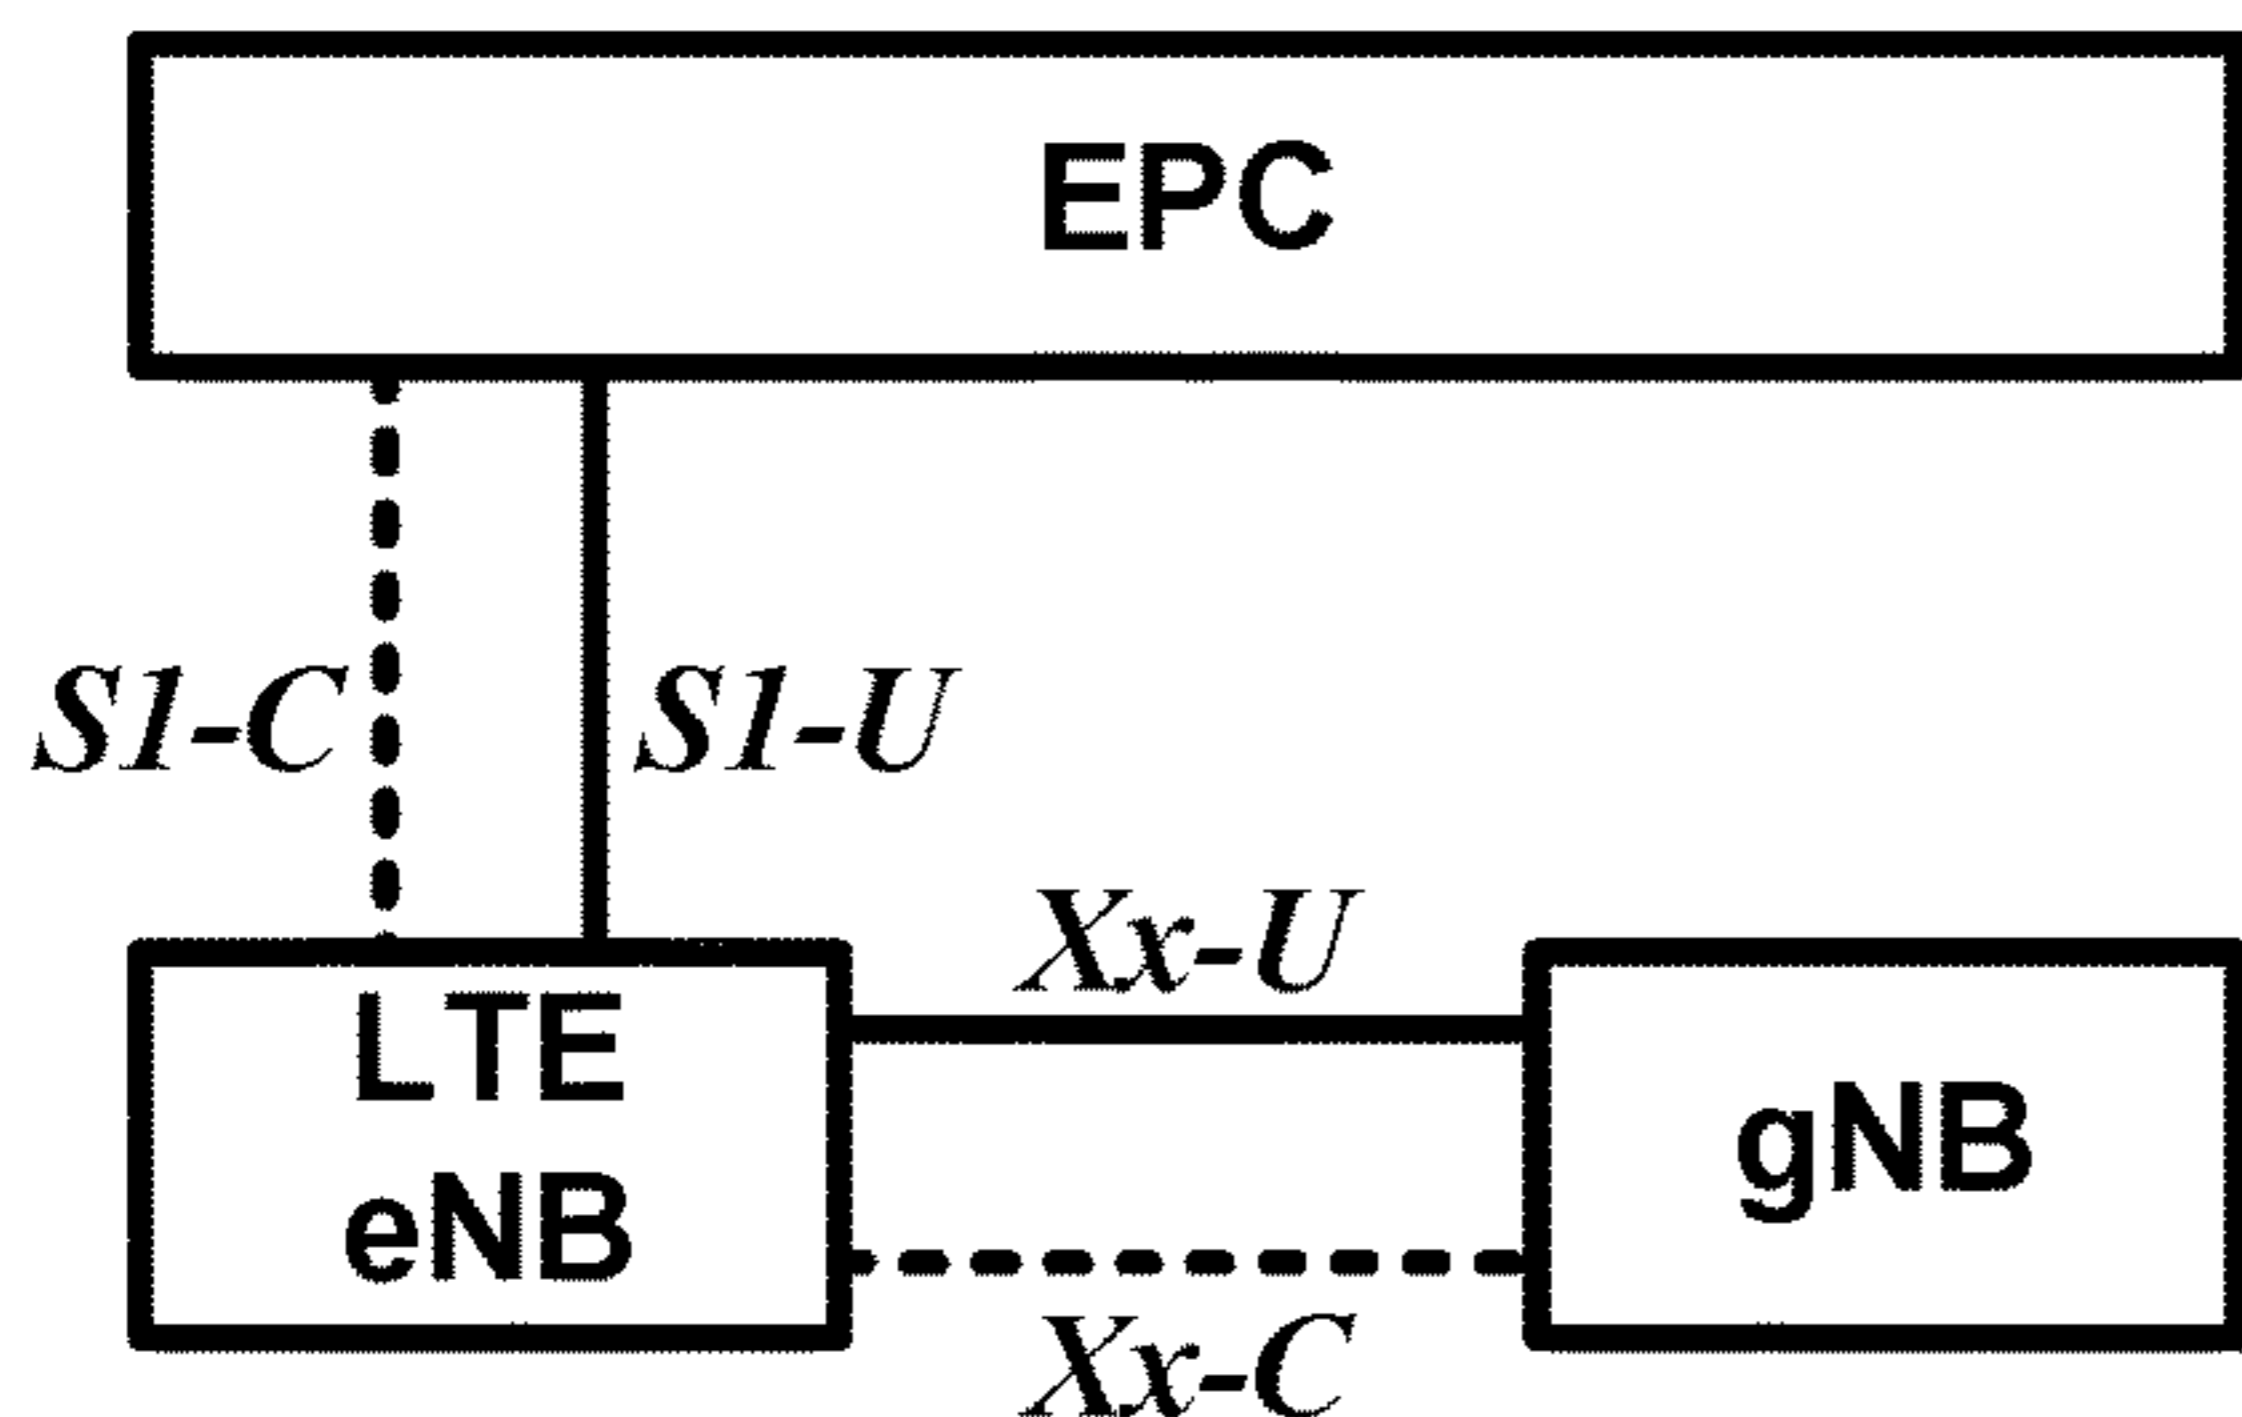 EPC
S1-C
S1-U
Xx-U
LTE
eNB
gNB
Xx-C